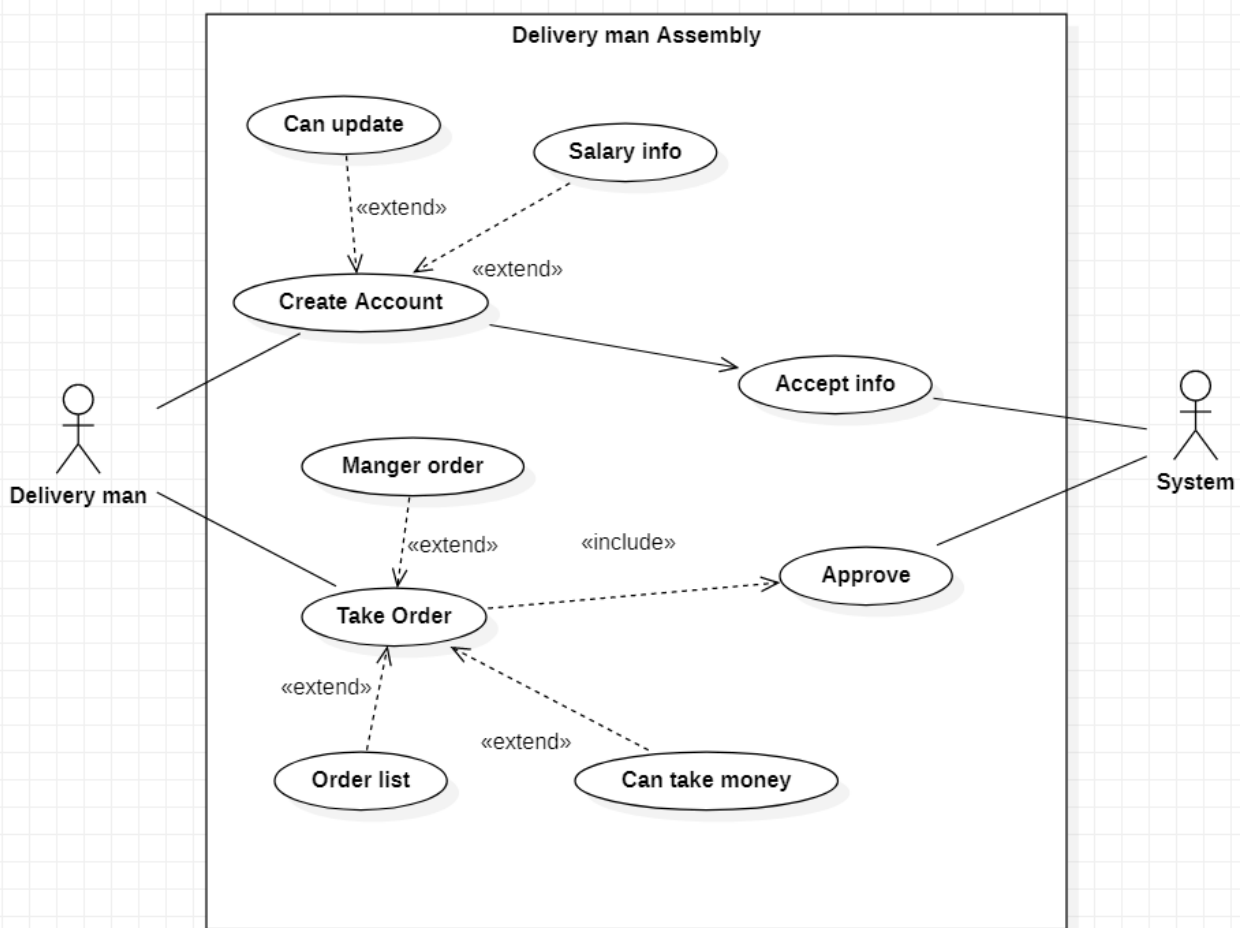 Delivery man Assembly
Can update
Salary info
«extend»
«extend»
Create Account
Accept info
Delivery man
System
Manger order
«extend»
«include»
Approve
Take Order
«extend»
«extend»
Order list
Can take money